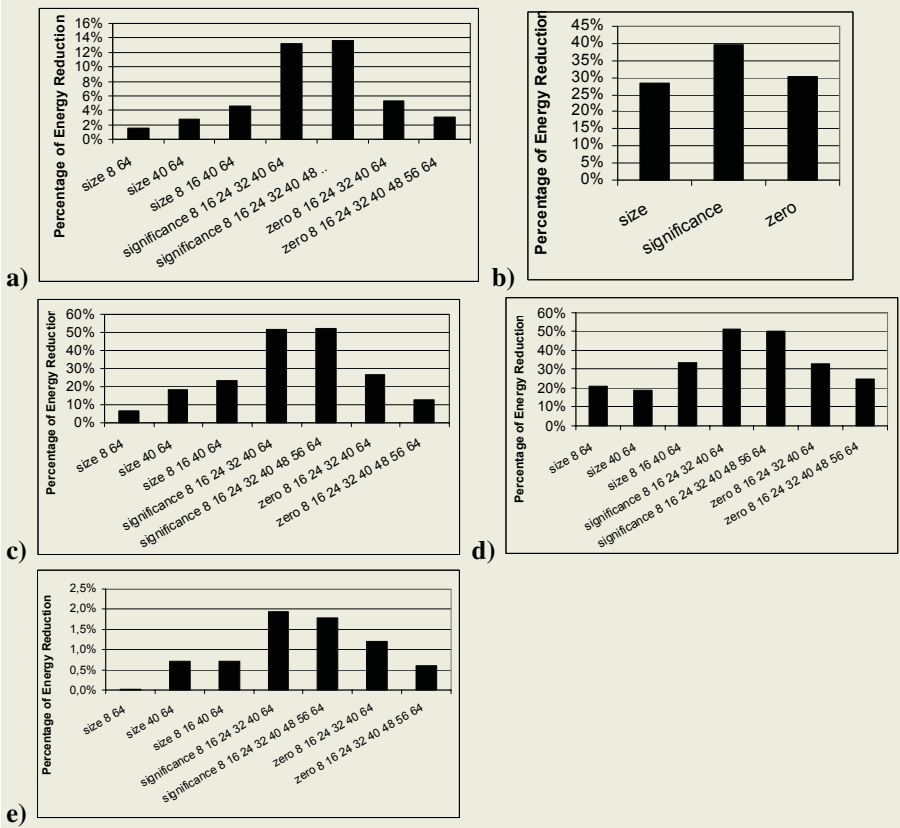 Percentage of Energy Reduction
16%
14%
12%
10%
8%
6%
4%
2%
0%
size 8 64
size 40 64
size 8 16 40 64
significance 8 16 24 32 40 64
significance 8 16 24 32 40 48 ..
zero 8 16 24 32 40 64
zero 8 16 24 32 40 48 56 64
a)
Percentage of Energy Reduction
45%
40%
35%
30%
25%
20%
15%
10%
5%
0%
size
significance
zero
b)
Percentage of Energy Reduction
60%
50%
40%
30%
20%
10%
0%
size 8 64
size 40 64
size 8 16 40 64
significance 8 16 24 32 40 64
significance 8 16 24 32 40 48 56 64
zero 8 16 24 32 40 64
zero 8 16 24 32 40 48 56 64
c)
Percentage of Energy Reduction
60%
50%
40%
30%
20%
10%
0%
size 8 64
size 40 64
size 8 16 40 64
significance 8 16 24 32 40 64
significance 8 16 24 32 40 48 56 64
zero 8 16 24 32 40 64
zero 8 16 24 32 40 48 56 64
d)
Percentage of Energy Reduction
2,5%
2,0%
1,5%
1,0%
0,5%
0,0%
size 8 64
size 40 64
size 8 16 40 64
significance 8 16 24 32 40 64
significance 8 16 24 32 40 48 56 64
zero 8 16 24 32 40 64
zero 8 16 24 32 40 48 56 64
e)